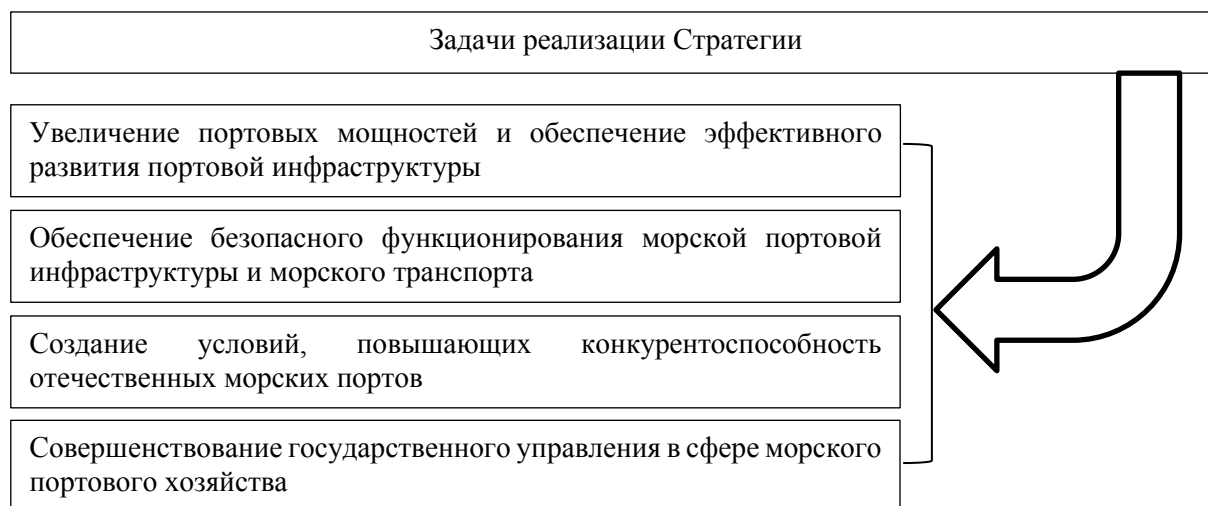 Задачи реализации Стратегии
Увеличение портовых мощностей и обеспечение эффективного
развития портовой инфраструктуры
Обеспечение безопасного функционирования морской портовой
инфраструктуры и морского транспорта
Создание условий, повышающих конкурентоспособность
отечественных морских портов
Совершенствование государственного управления в сфере морского
портового хозяйства